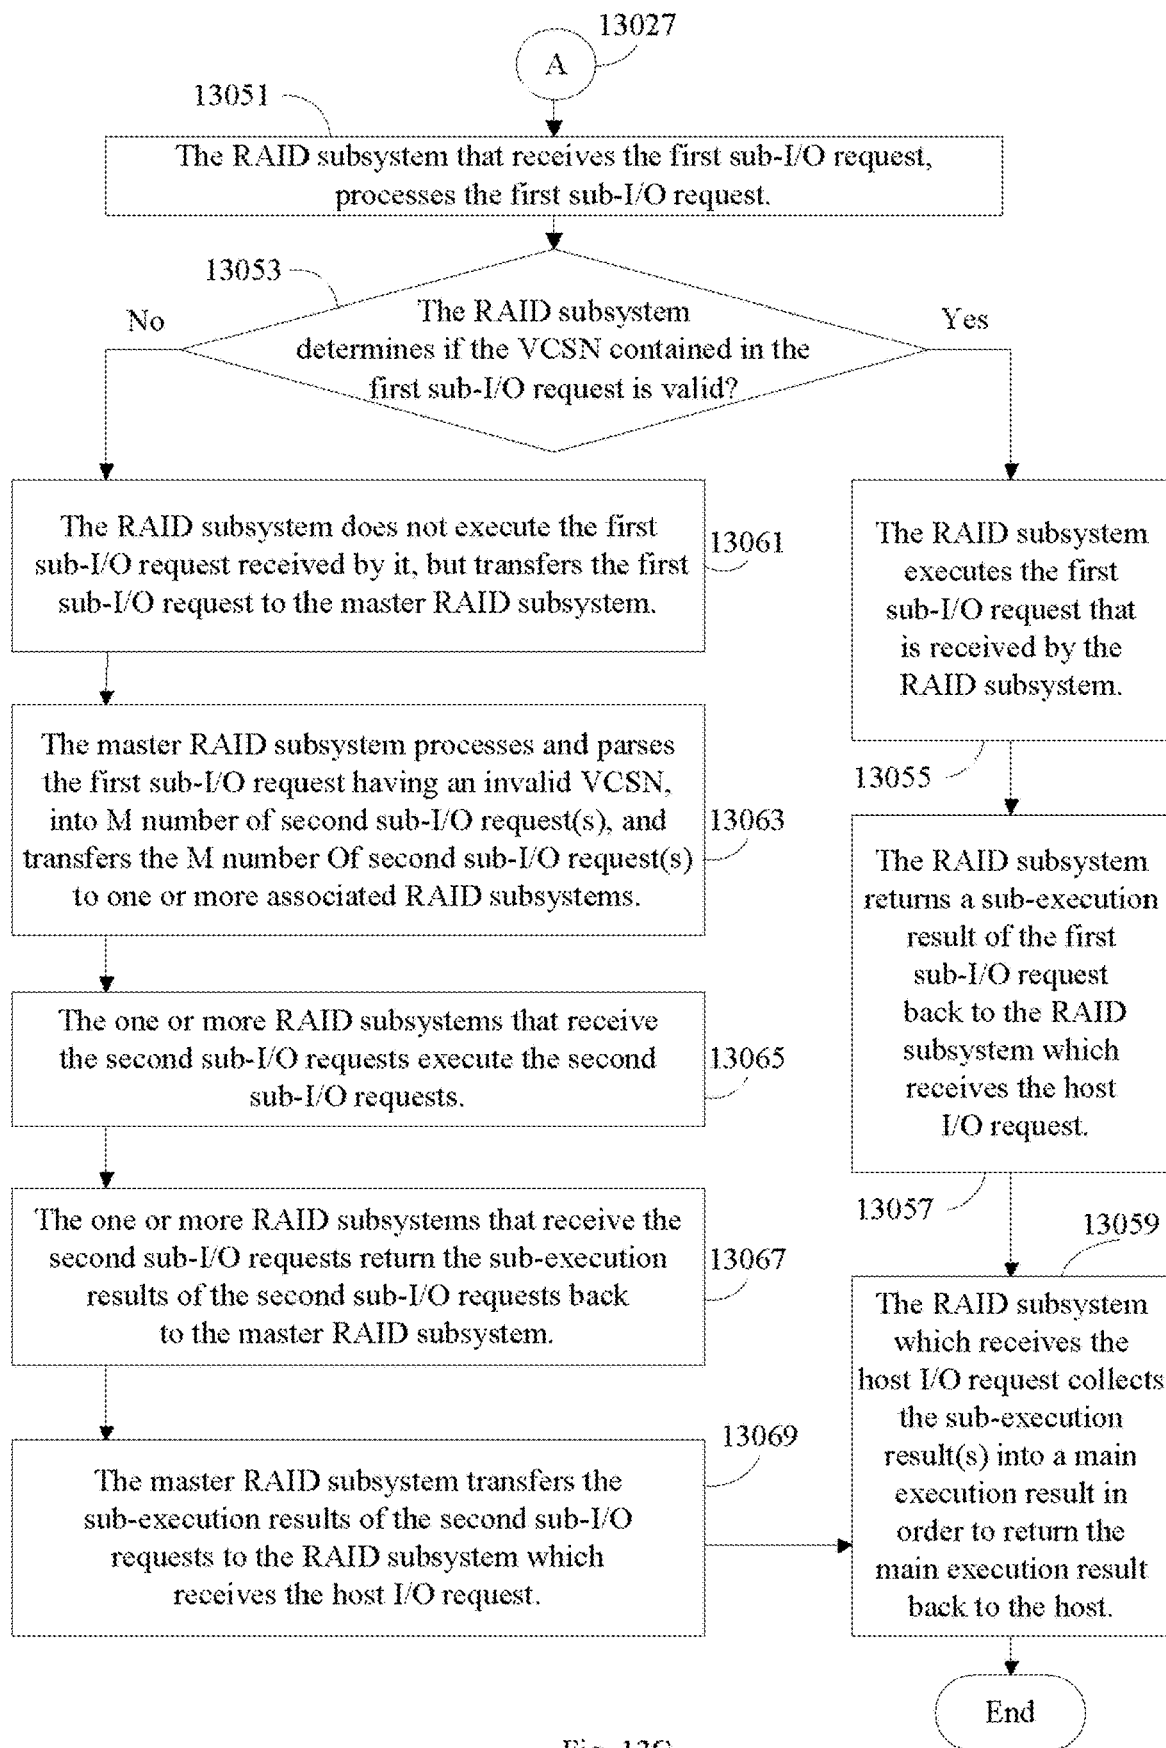 13027
A
13051
The RAID subsystem that receives the first sub-I/O request,
processes the first sub-I/O request.
13053
No
Yes
The RAID subsystem
determines if the VCSN contained in the
first sub-I/O request is valid?
The RAID subsystem does not execute the first
sub-I/O request received by it, but transfers the first
sub-I/O request to the master RAID subsystem.
13061
The master RAID subsystem processes and parses
the first sub-I/O request having an invalid VCSN,
into M number of second sub-I/O request(s), and
transfers the M number Of second sub-I/O request(s)
to one or more associated RAID subsystems.
13063
The one or more RAID subsystems that receive
the second sub-I/O requests execute the second
sub-I/O requests.
13065
The one or more RAID subsystems that receive the
second sub-I/O requests return the sub-execution
results of the second sub-I/O requests back
to the master RAID subsystem.
13067
The master RAID subsystem transfers the
sub-execution results of the second sub-I/O
requests to the RAID subsystem which
receives the host I/O request.
13069
The RAID subsystem
executes the first
sub-I/O request that
is received by the
RAID subsystem.
13055
The RAID subsystem
returns a sub-execution
result of the first
sub-I/O request
back to the RAID
subsystem which
receives the host
I/O request.
13057
13059
The RAID subsystem
which receives the
host I/O request collects
the sub-execution
result(s) into a main
execution result in
order to return the
main execution result
back to the host.
End